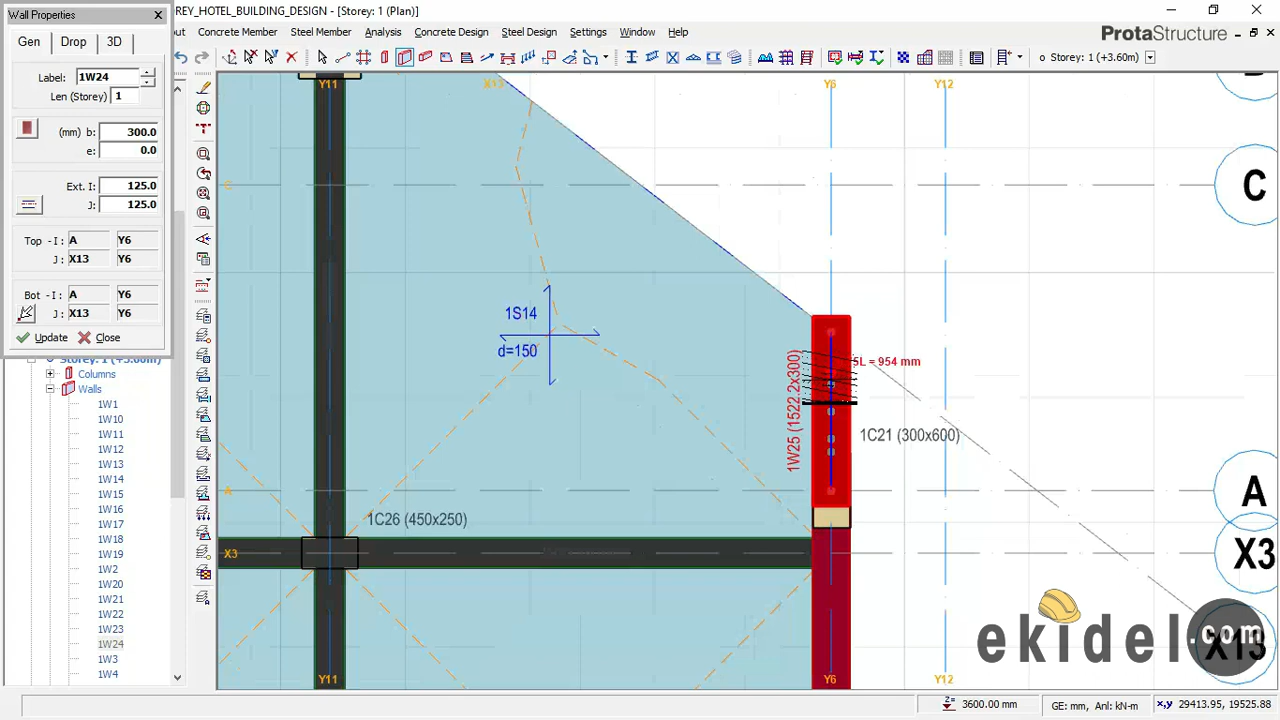 Wall Properties
REY_HOTEL_BUILDING_DESIGN - [Storey: 1 (Plan)]
out Concrete Member Steel Member Analysis Concrete Design Steel Design Settings Window Help
ProtaStructure
Gen Drop 3D
Label: 1W24
Len (Storey) 1
(mm) b: 300.0
e: 0.0
Ext. I: 125.0
J: 125.0
Top - I: A Y6
J: X13 Y6
Bot - I: A Y6
J: X13 Y6
Update Close
o Storey: 1 (+3.60m)
Storey: 1 (+3.60m)
Columns
Walls
1W1
1W10
1W11
1W12
1W13
1W14
1W15
1W16
1W17
1W18
1W19
1W2
1W20
1W21
1W22
1W23
1W24
1W3
1W4
Y11 X13 Y6 Y12
C
1S14
d=150
SL = 954 mm
1W25 (1522.2x300)
1C21 (300x600)
A A
1C26 (450x250)
X3 X3
X13
ekidel.com
Y11 Y6 Y12
Z= 3600.00 mm
GE: mm, Anl: kN-m
x,y 29413.95, 19525.88